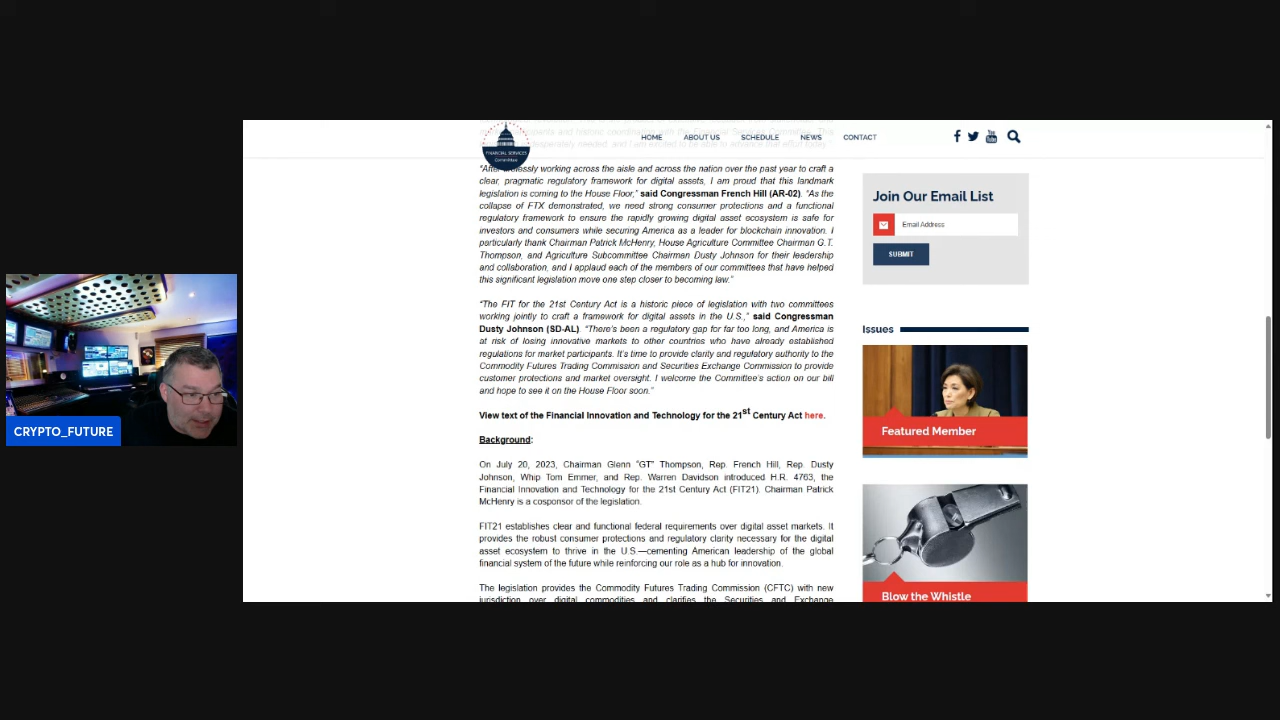 HOME ABOUT US SCHEDULE NEWS CONTACT
FINANCIAL SERVICES
Committee
"After tirelessly working across the aisle and across the nation over the past year to craft a
clear, pragmatic regulatory framework for digital assets, I am proud that this landmark
legislation is coming to the House Floor," said Congressman French Hill (AR-02). "As the
collapse of FTX demonstrated, we need strong consumer protections and a functional
regulatory framework to ensure the rapidly growing digital asset ecosystem is safe for
investors and consumers while securing America as a leader for blockchain innovation. I
particularly thank Chairman Patrick McHenry, House Agriculture Committee Chairman G.T.
Thompson, and Agriculture Subcommittee Chairman Dusty Johnson for their leadership
and collaboration, and I applaud each of the members of our committees that have helped
this significant legislation move one step closer to becoming law."
"The FIT for the 21st Century Act is a historic piece of legislation with two committees
working jointly to craft a framework for digital assets in the U.S.," said Congressman
Dusty Johnson (SD-AL). "There's been a regulatory gap for far too long, and America is
at risk of losing innovative markets to other countries who have already established
regulations for market participants. It's time to provide clarity and regulatory authority to the
Commodity Futures Trading Commission and Securities Exchange Commission to provide
customer protections and market oversight. I welcome the Committee's action on our bill
and hope to see it on the House Floor soon."
View text of the Financial Innovation and Technology for the 21st Century Act here.
Background:
On July 20, 2023, Chairman Glenn "GT" Thompson, Rep. French Hill, Rep. Dusty
Johnson, Whip Tom Emmer, and Rep. Warren Davidson introduced H.R. 4763, the
Financial Innovation and Technology for the 21st Century Act (FIT21). Chairman Patrick
McHenry is a cosponsor of the legislation.
FIT21 establishes clear and functional federal requirements over digital asset markets. It
provides the robust consumer protections and regulatory clarity necessary for the digital
asset ecosystem to thrive in the U.S.—cementing American leadership of the global
financial system of the future while reinforcing our role as a hub for innovation.
The legislation provides the Commodity Futures Trading Commission (CFTC) with new
jurisdiction over digital commodities and clarifies the Securities and Exchange
Join Our Email List
Email Address
SUBMIT
Issues
Featured Member
Blow the Whistle
CRYPTO_FUTURE